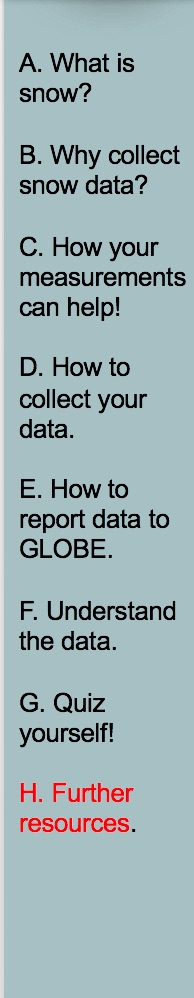 A. What is
snow?
B. Why collect
snow data?
C. How your
measurements
can help!
D. How to
collect your
data.
E. How to
report data to
GLOBE.
F. Understand
the data.
G. Quiz
yourself!
H. Further
resources.